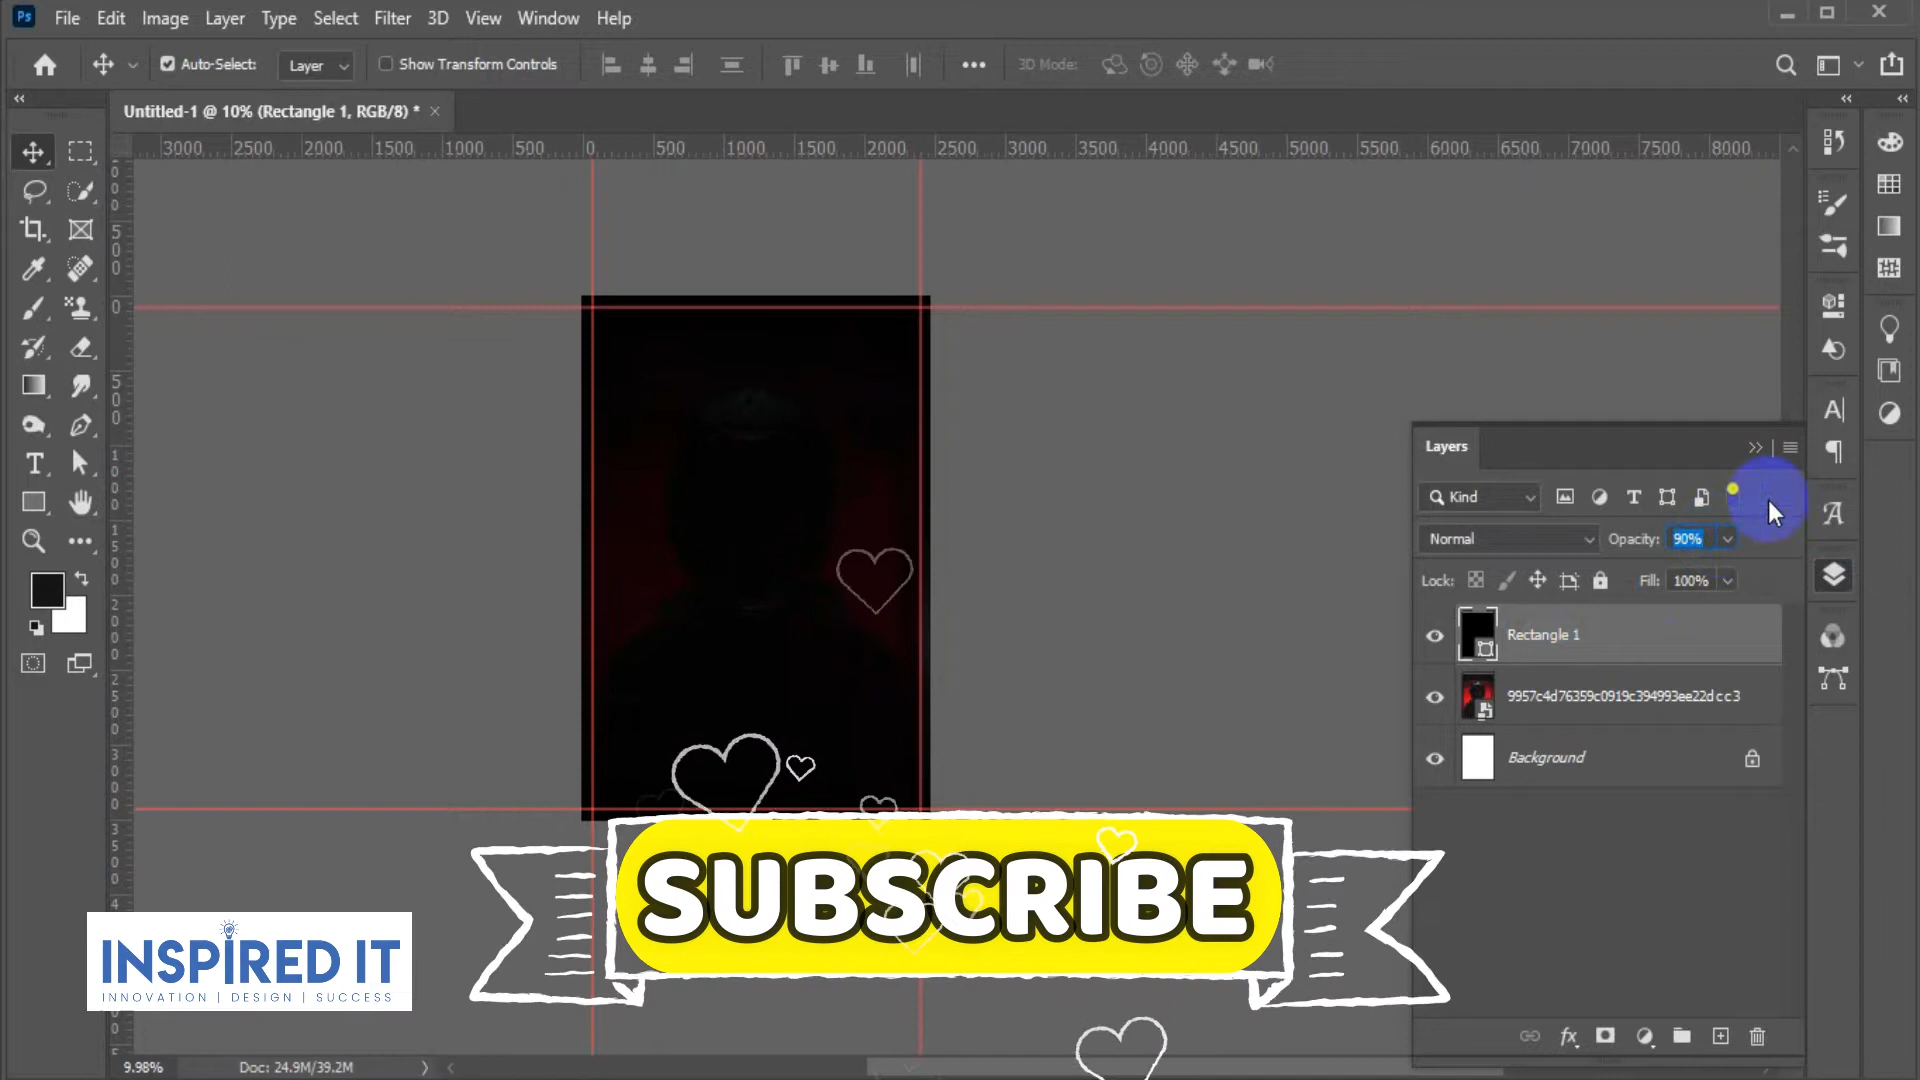 Ps File Edit Image Layer Type Select Filter 3D View Window Help
Auto-Select: Layer Show Transform Controls 3D Mode:
Untitled-1 @ 10% (Rectangle 1, RGB/8) *
3000 2500 2000 1500 1000 500 0 500 1000 1500 2000 2500 3000 3500 4000 4500 5000 5500 6000 6500 7000 7500 8000
Layers
Kind
Normal Opacity: 90%
Lock: Fill: 100%
Rectangle 1
9957c4d76359c0919c394993ee22dcc3
Background
SUBSCRIBE
INSPIRED IT
INNOVATION | DESIGN | SUCCESS
fx
9.98% Doc: 24.9M/39.2M